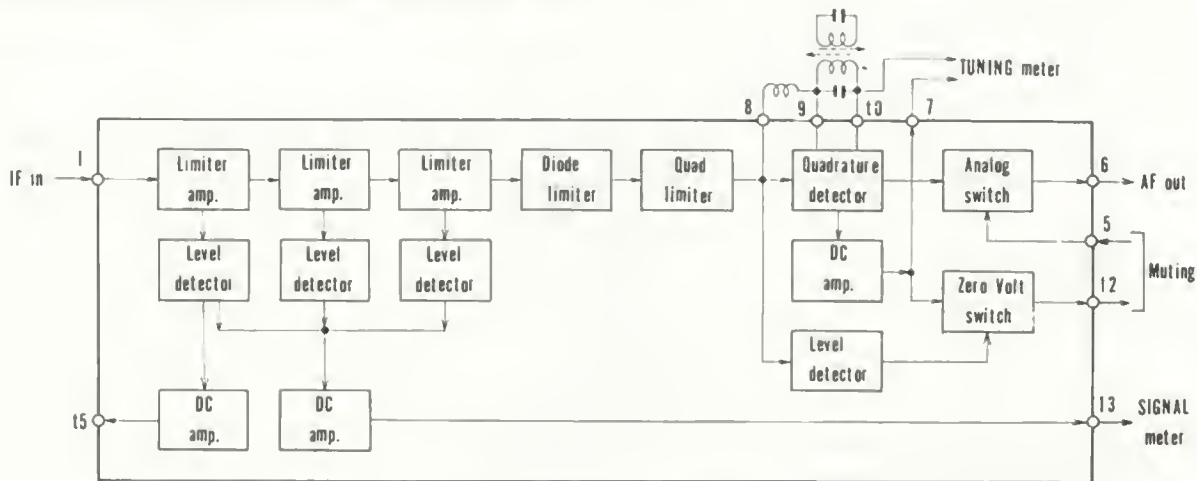 8
9
10
7
TUNING meter
1
IF in
Limiter
amp.
Limiter
amp.
Limiter
amp.
Diode
limiter
Quad
limiter
Quadrature
detector
Analog
switch
6
AF out
5
Level
detector
Level
detector
Level
detector
DC
amp.
Zero Volt
switch
Muting
12
Level
detector
15
DC
amp.
DC
amp.
13
SIGNAL
meter